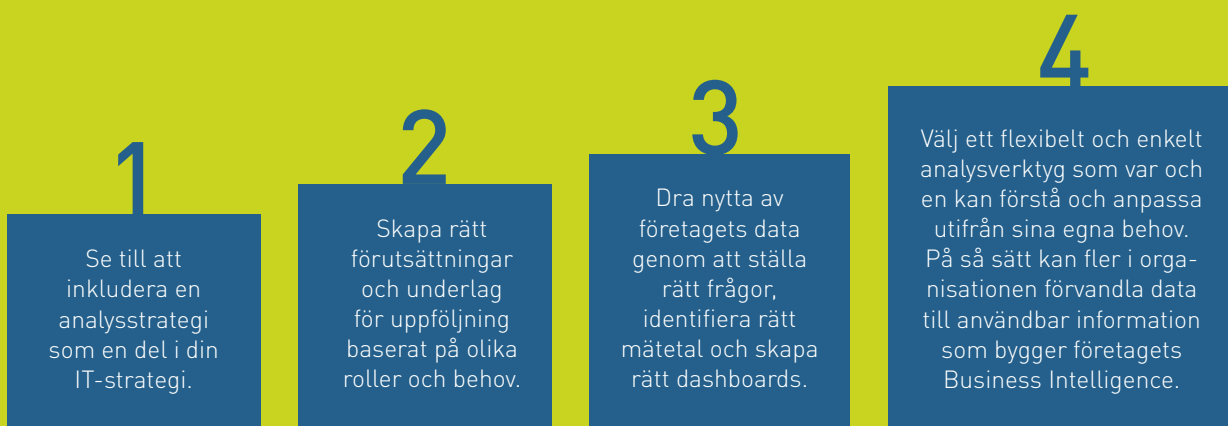 1
Se till att
inkludera en
analysstrategi
som en del i din
IT-strategi.
2
Skapa rätt
förutsättningar
och underlag
för uppföljning
baserat på olika
roller och behov.
3
Dra nytta av
företagets data
genom att ställa
rätt frågor,
identifiera rätt
mätetal och skapa
rätt dashboards.
4
Välj ett flexibelt och enkelt
analysverktyg som var och
en kan förstå och anpassa
utifrån sina egna behov.
På så sätt kan fler i orga-
nisationen förvandla data
till användbar information
som bygger företagets
Business Intelligence.